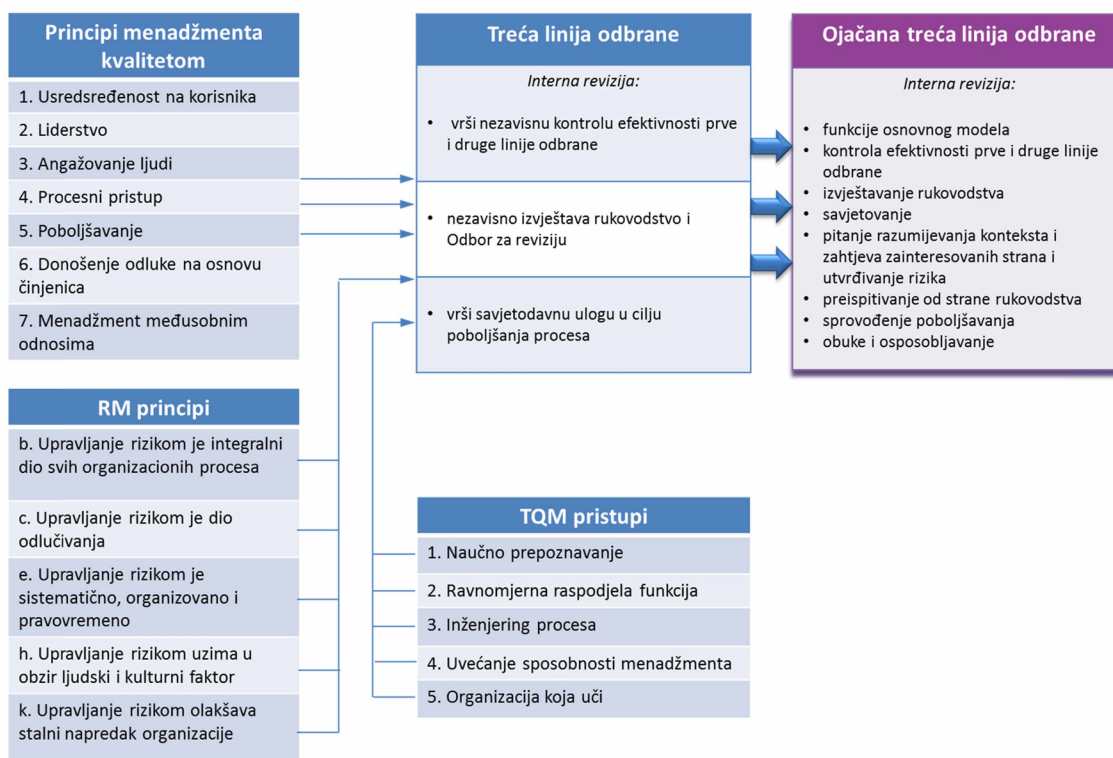 Principi menadžmenta
kvalitetom
1. Usredsređenost na korisnika
2. Liderstvo
3. Angažovanje ljudi
4. Procesni pristup
5. Poboljšavanje
6. Donošenje odluke na osnovu
činjenica
7. Menadžment međusobnim
odnosima
RM principi
b. Upravljanje rizikom je integralni
dio svih organizacionih procesa
c. Upravljanje rizikom je dio
odlučivanja
e. Upravljanje rizikom je
sistematično, organizovano i
pravovremeno
h. Upravljanje rizikom uzima u
obzir ljudski i kulturni faktor
k. Upravljanje rizikom olakšava
stalni napredak organizacije
Treća linija odbrane
Interna revizija:
• vrši nezavisnu kontrolu efektivnosti prve
i druge linije odbrane
• nezavisno izvještava rukovodstvo i
Odbor za reviziju
• vrši savjetodavnu ulogu u cilju
poboljšanja procesa
TQM pristupi
1. Naučno prepoznavanje
2. Ravnomjerna raspodjela funkcija
3. Inženjering procesa
4. Uvećanje sposobnosti menadžmenta
5. Organizacija koja uči
Ojačana treća linija odbrane
Interna revizija:
• funkcije osnovnog modela
• kontrola efektivnosti prve i druge linije
odbrane
• izvještavanje rukovodstva
• savjetovanje
• pitanje razumijevanja konteksta i
zahtjeva zainteresovanih strana i
utvrđivanje rizika
• preispitivanje od strane rukovodstva
• sprovođenje poboljšavanja
• obuke i osposobljavanje